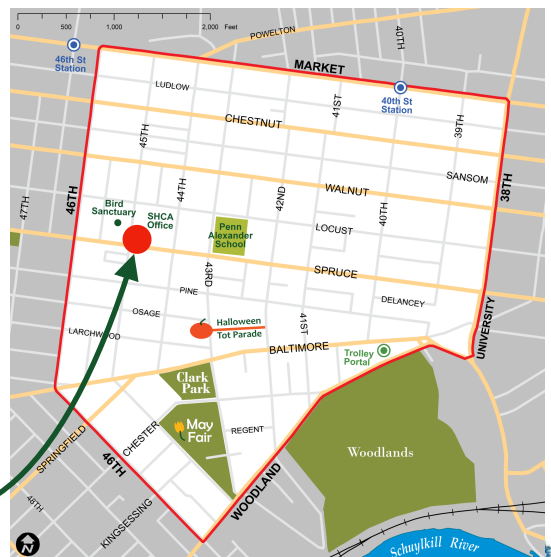 0 500 1,000 2,000 Feet
POWELTON
40TH
46th St
Station
MARKET
40th St
Station
LUDLOW
41ST
39TH
CHESTNUT
45TH
SANSOM
38TH
WALNUT
44TH
42ND
40TH
46TH
47TH
Bird
Sanctuary
SHCA
Office
Penn
Alexander
School
LOCUST
SPRUCE
43RD
PINE
DELANCEY
OSAGE
Halloween
Tot Parade
41ST
LARCHWOOD
BALTIMORE
UNIVERSITY
Trolley
Portal
Clark
Park
May
Fair
CHESTER
REGENT
Woodlands
SPRINGFIELD
46TH
WOODLAND
48TH
KINGSESSING
N
Schuylkill River